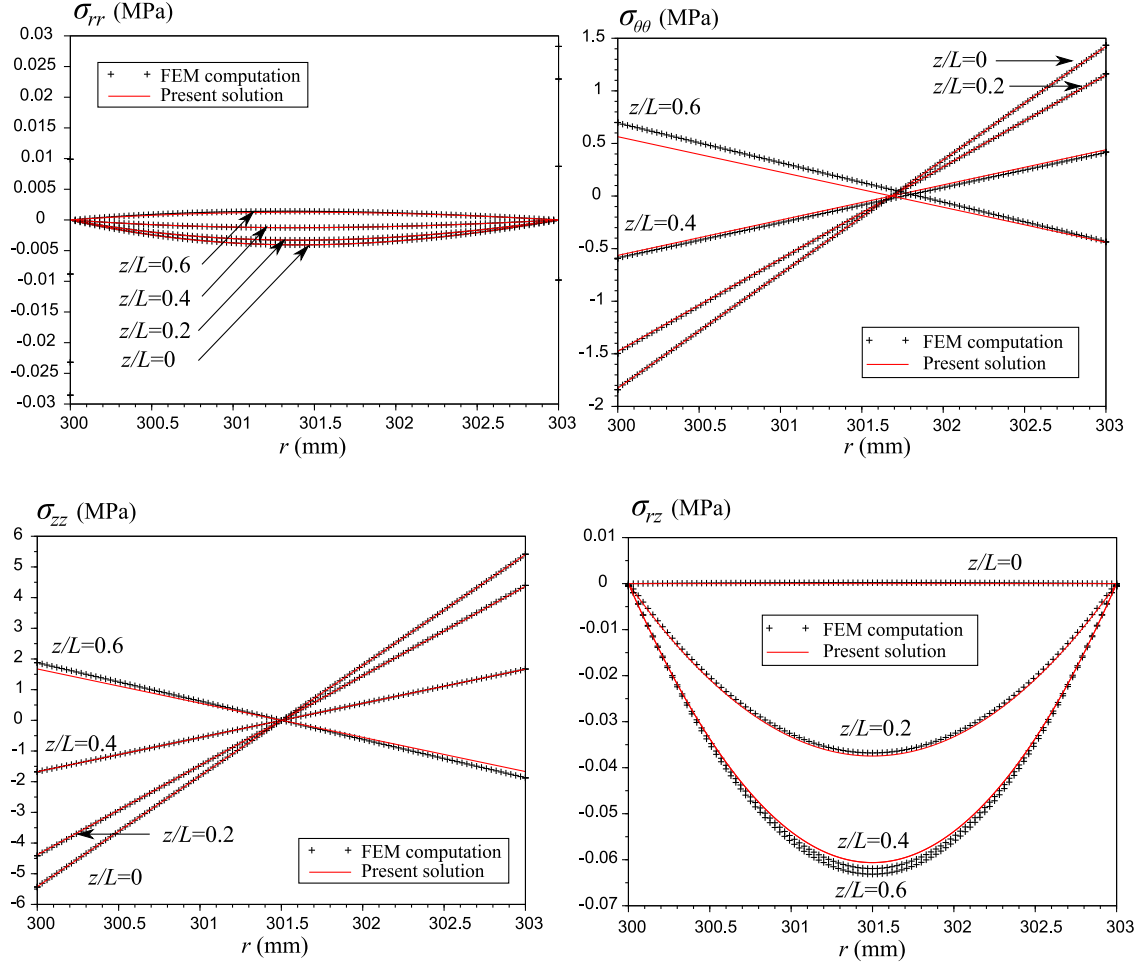 σrr (MPa)
0.03
0.025
0.02
0.015
0.01
0.005
0
-0.005
-0.01
-0.015
-0.02
-0.025
-0.03
FEM computation
Present solution
z/L=0.6
z/L=0.4
z/L=0.2
z/L=0
300 300.5 301 301.5 302 302.5 303
r (mm)
σθθ (MPa)
1.5
1
0.5
0
-0.5
-1
-1.5
-2
z/L=0
z/L=0.2
z/L=0.6
z/L=0.4
FEM computation
Present solution
300 300.5 301 301.5 302 302.5 303
r (mm)
σzz (MPa)
6
5
4
3
2
1
0
-1
-2
-3
-4
-5
-6
z/L=0.6
z/L=0.4
z/L=0.2
z/L=0
FEM computation
Present solution
300 300.5 301 301.5 302 302.5 303
r (mm)
σrz (MPa)
0.01
0
-0.01
-0.02
-0.03
-0.04
-0.05
-0.06
-0.07
z/L=0
FEM computation
Present solution
z/L=0.2
z/L=0.4
z/L=0.6
300 300.5 301 301.5 302 302.5 303
r (mm)